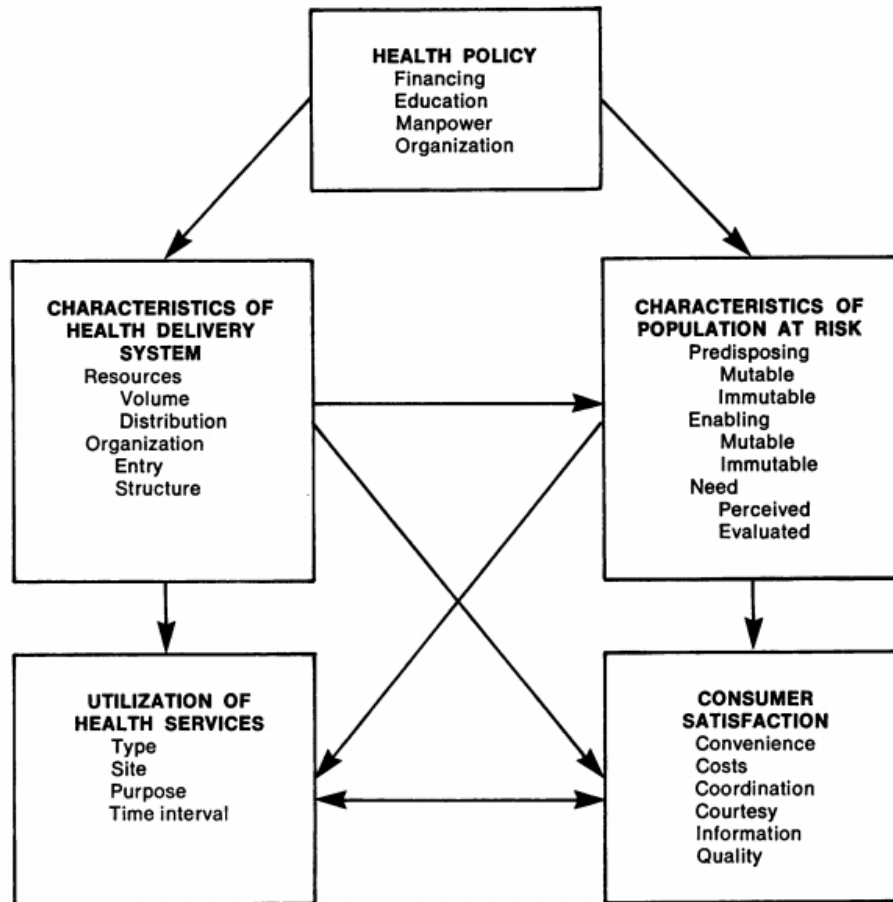 HEALTH POLICY
Financing
Education
Manpower
Organization
CHARACTERISTICS OF
HEALTH DELIVERY
SYSTEM
Resources
Volume
Distribution
Organization
Entry
Structure
CHARACTERISTICS OF
POPULATION AT RISK
Predisposing
Mutable
Immutable
Enabling
Mutable
Immutable
Need
Perceived
Evaluated
UTILIZATION OF
HEALTH SERVICES
Type
Site
Purpose
Time interval
CONSUMER
SATISFACTION
Convenience
Costs
Coordination
Courtesy
Information
Quality